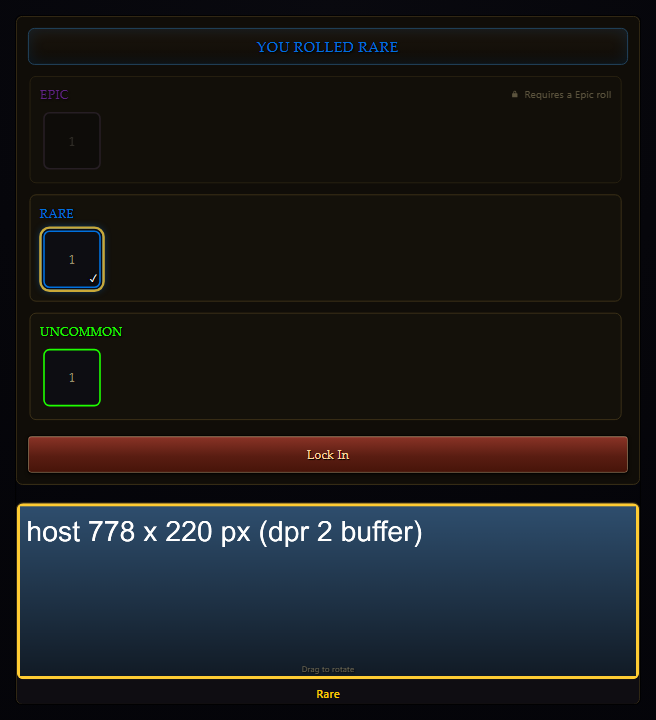 YOU ROLLED RARE
EPIC
Requires a Epic roll
1
RARE
1
✓
UNCOMMON
1
Lock In
host 778 x 220 px (dpr 2 buffer)
Drag to rotate
Rare